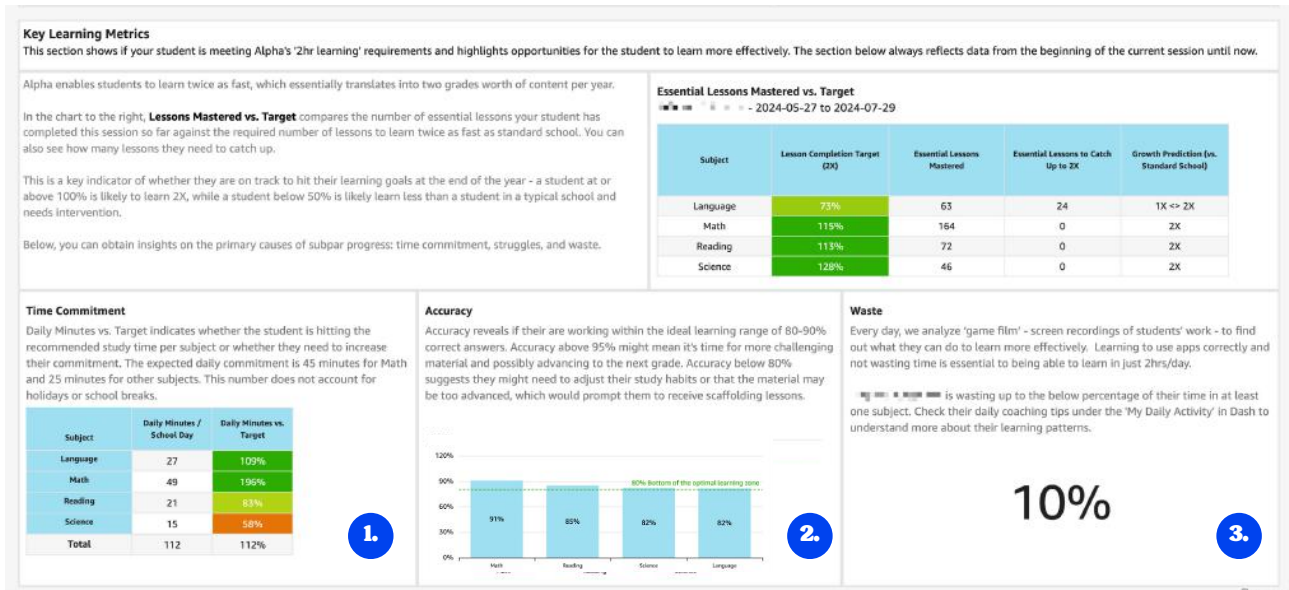 Key Learning Metrics
This section shows if your student is meeting Alpha's '2hr learning' requirements and highlights opportunities for the student to learn more effectively. The section below always reflects data from the beginning of the current session until now.
Alpha enables students to learn twice as fast, which essentially translates into two grades worth of content per year.
In the chart to the right, Lessons Mastered vs. Target compares the number of essential lessons your student has
completed this session so far against the required number of lessons to learn twice as fast as standard school. You can
also see how many lessons they need to catch up.
This is a key indicator of whether they are on track to hit their learning goals at the end of the year - a student at or
above 100% is likely to learn 2X, while a student below 50% is likely learn less than a student in a typical school and
needs intervention.
Below, you can obtain insights on the primary causes of subpar progress: time commitment, struggles, and waste.
Essential Lessons Mastered vs. Target
- 2024-05-27 to 2024-07-29
Subject Lesson Completion Target (2X) Essential Lessons Mastered Essential Lessons to Catch Up to 2X Growth Prediction (vs. Standard School)
Language 73% 63 24 1X <> 2X
Math 115% 164 0 2X
Reading 113% 72 0 2X
Science 128% 46 0 2X
Time Commitment
Daily Minutes vs. Target indicates whether the student is hitting the
recommended study time per subject or whether they need to increase
their commitment. The expected daily commitment is 45 minutes for Math
and 25 minutes for other subjects. This number does not account for
holidays or school breaks.
Subject Daily Minutes / School Day Daily Minutes vs. Target
Language 27 109%
Math 49 196%
Reading 21 83%
Science 15 58%
Total 112 112%
1.
Accuracy
Accuracy reveals if their are working within the ideal learning range of 80-90%
correct answers. Accuracy above 95% might mean it's time for more challenging
material and possibly advancing to the next grade. Accuracy below 80%
suggests they might need to adjust their study habits or that the material may
be too advanced, which would prompt them to receive scaffolding lessons.
120%
90%
80% Bottom of the optimal learning zone
60%
30%
0%
91% 85% 82% 82%
Math Reading Science Language
2.
Waste
Every day, we analyze 'game film' - screen recordings of students' work - to find
out what they can do to learn more effectively. Learning to use apps correctly and
not wasting time is essential to being able to learn in just 2hrs/day.
is wasting up to the below percentage of their time in at least
one subject. Check their daily coaching tips under the 'My Daily Activity' in Dash to
understand more about their learning patterns.
10%
3.